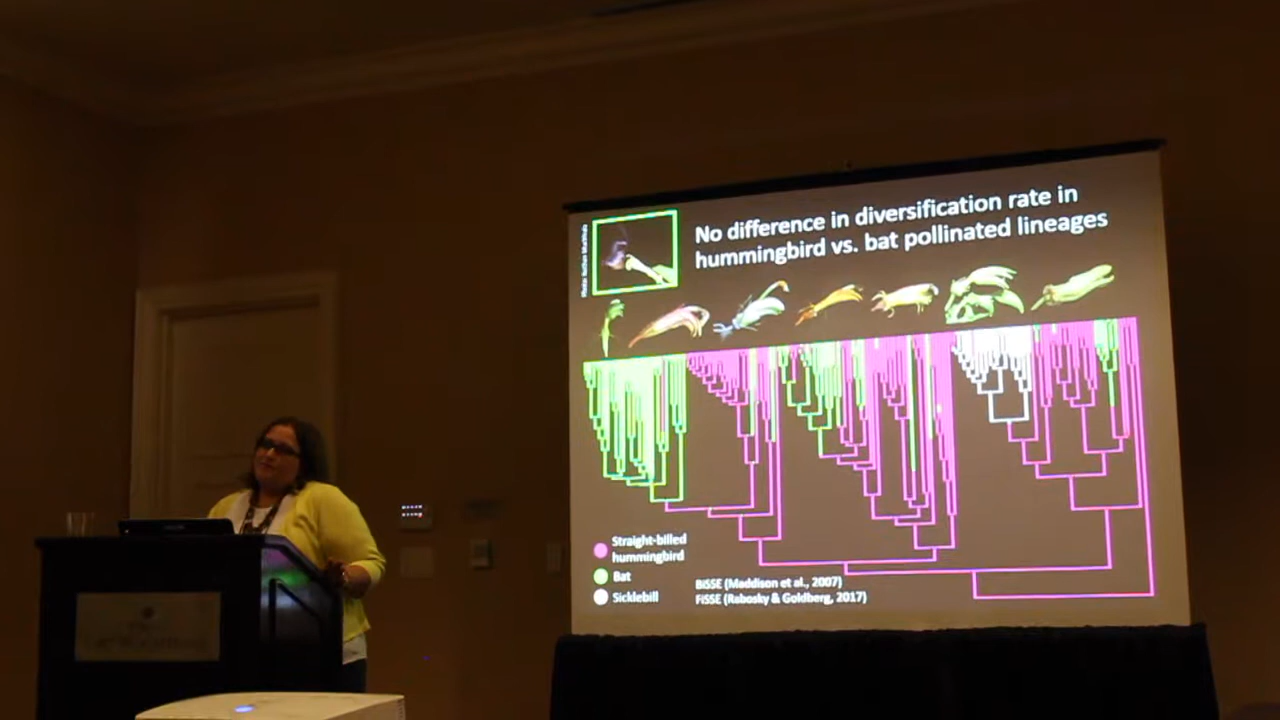 No difference in diversification rate in
hummingbird vs. bat pollinated lineages
Straight-billed
hummingbird
Bat
Sicklebill
BiSSE (Maddison et al., 2007)
FiSSE (Rabosky & Goldberg, 2017)